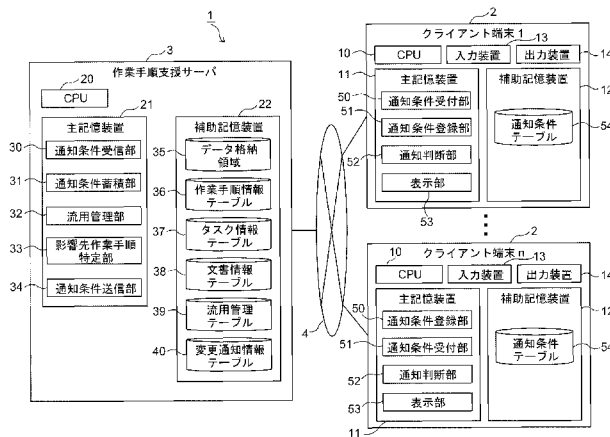 1
3
作業手順支援サーバ
20
CPU
21
主記憶装置
30
通知条件受信部
31
通知条件蓄積部
32
流用管理部
33
影響先作業手順
特定部
34
通知条件送信部
22
補助記憶装置
35
データ格納
領域
36
作業手順情報
テーブル
37
タスク情報
テーブル
38
文書情報
テーブル
39
流用管理
テーブル
40
変更通知情報
テーブル
4
2
クライアント端末1
10
CPU
13
入力装置
14
出力装置
11
主記憶装置
50
通知条件受付部
51
通知条件登録部
52
通知判断部
表示部
53
補助記憶装置
12
通知条件
テーブル
54
2
クライアント端末n
10
CPU
13
入力装置
14
出力装置
主記憶装置
50
通知条件登録部
51
通知条件受付部
52
通知判断部
53
表示部
11
補助記憶装置
12
通知条件
テーブル
54